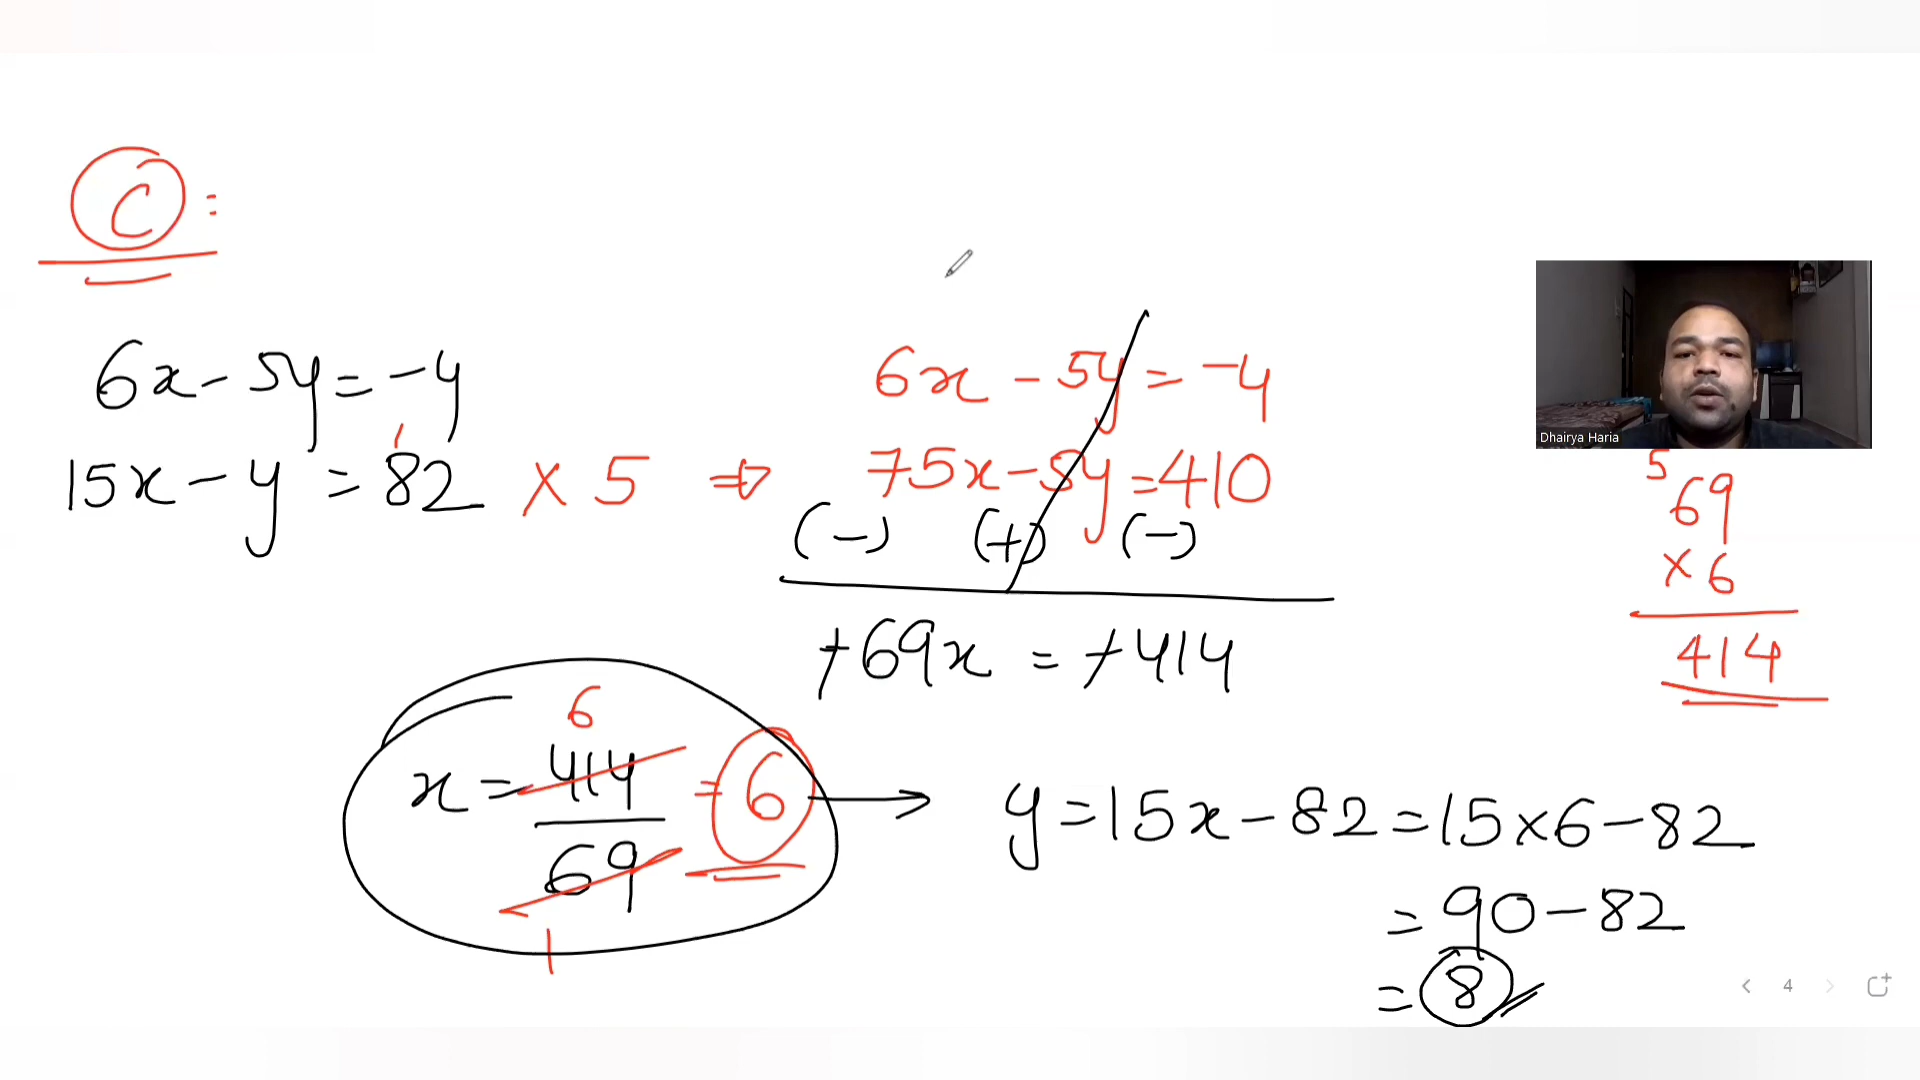 C :
6x - 5y = -4
15x - y = 82 × 5 ⇒
1
6x - 5y = -4
75x - 5y = 410
(-) (+) (-)
+69x = +414
5
69
× 6
414
6
x = 414/69 = 6 →
1
y = 15x - 82 = 15×6 - 82
= 90 - 82
= 8
Dhairya Haria
< 4 >